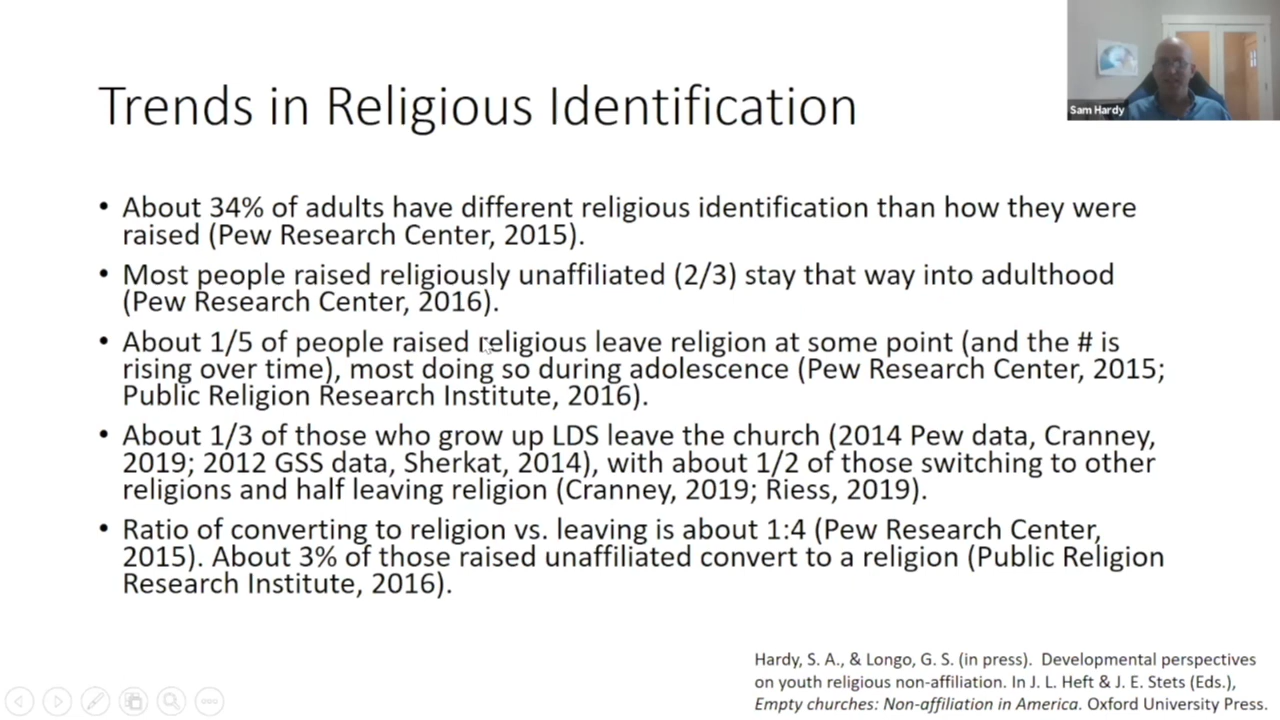 Sam Hardy
Trends in Religious Identification
• About 34% of adults have different religious identification than how they were
raised (Pew Research Center, 2015).
• Most people raised religiously unaffiliated (2/3) stay that way into adulthood
(Pew Research Center, 2016).
• About 1/5 of people raised religious leave religion at some point (and the # is
rising over time), most doing so during adolescence (Pew Research Center, 2015;
Public Religion Research Institute, 2016).
• About 1/3 of those who grow up LDS leave the church (2014 Pew data, Cranney,
2019; 2012 GSS data, Sherkat, 2014), with about 1/2 of those switching to other
religions and half leaving religion (Cranney, 2019; Riess, 2019).
• Ratio of converting to religion vs. leaving is about 1:4 (Pew Research Center,
2015). About 3% of those raised unaffiliated convert to a religion (Public Religion
Research Institute, 2016).
Hardy, S. A., & Longo, G. S. (in press). Developmental perspectives
on youth religious non-affiliation. In J. L. Heft & J. E. Stets (Eds.),
Empty churches: Non-affiliation in America. Oxford University Press.